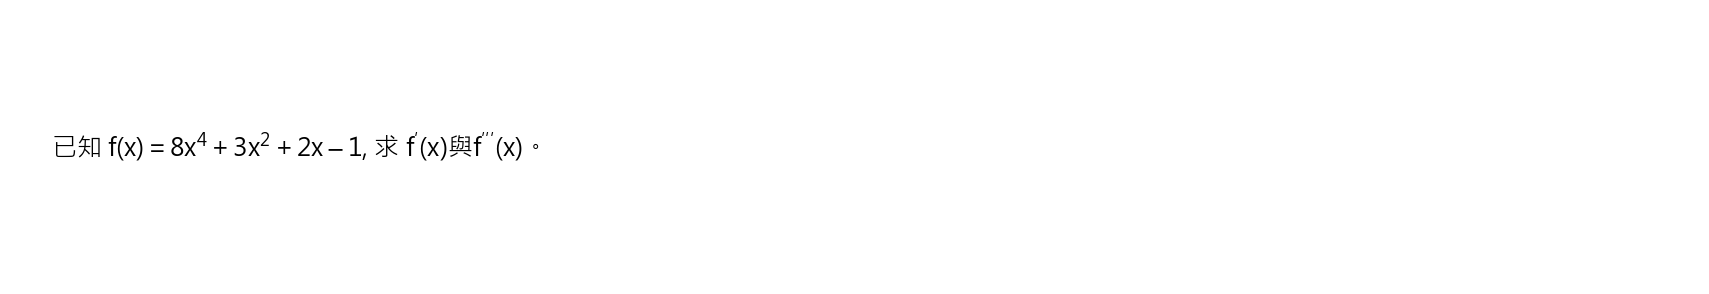 已知 f(x) = 8x⁴ + 3x² + 2x – 1, 求 f′(x)與f′′′(x)。